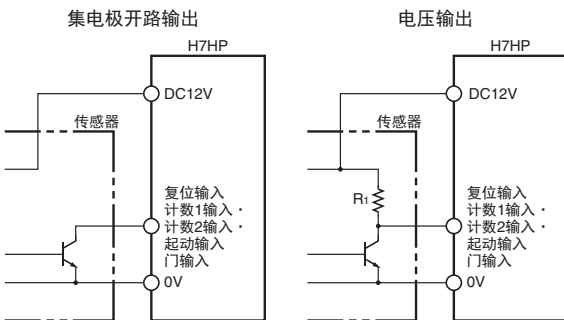 集电极开路输出
H7HP
DC12V
传感器
复位输入
计数1输入·
计数2输入·
起动输入
门输入
0V
电压输出
H7HP
DC12V
传感器
R1
复位输入
计数1输入·
计数2输入·
起动输入
门输入
0V